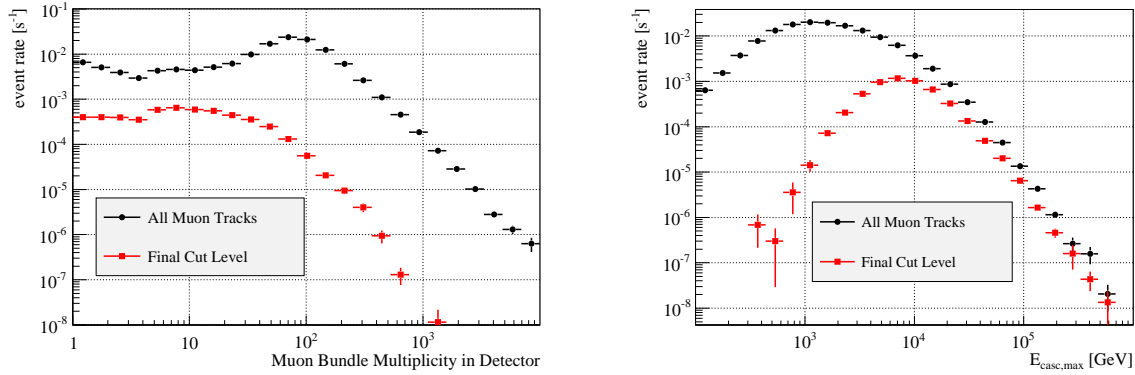 event rate [s⁻¹]
10⁻¹
10⁻²
10⁻³
10⁻⁴
10⁻⁵
10⁻⁶
10⁻⁷
10⁻⁸
All Muon Tracks
Final Cut Level
1 10 10² 10³
Muon Bundle Multiplicity in Detector
event rate [s⁻¹]
10⁻²
10⁻³
10⁻⁴
10⁻⁵
10⁻⁶
10⁻⁷
10⁻⁸
All Muon Tracks
Final Cut Level
10³ 10⁴ 10⁵
E_casc,max [GeV]